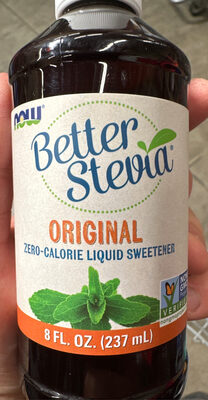 NOW
Better
Stevia®
ORIGINAL
ZERO-CALORIE LIQUID SWEETENER
8 FL. OZ. (237 mL)